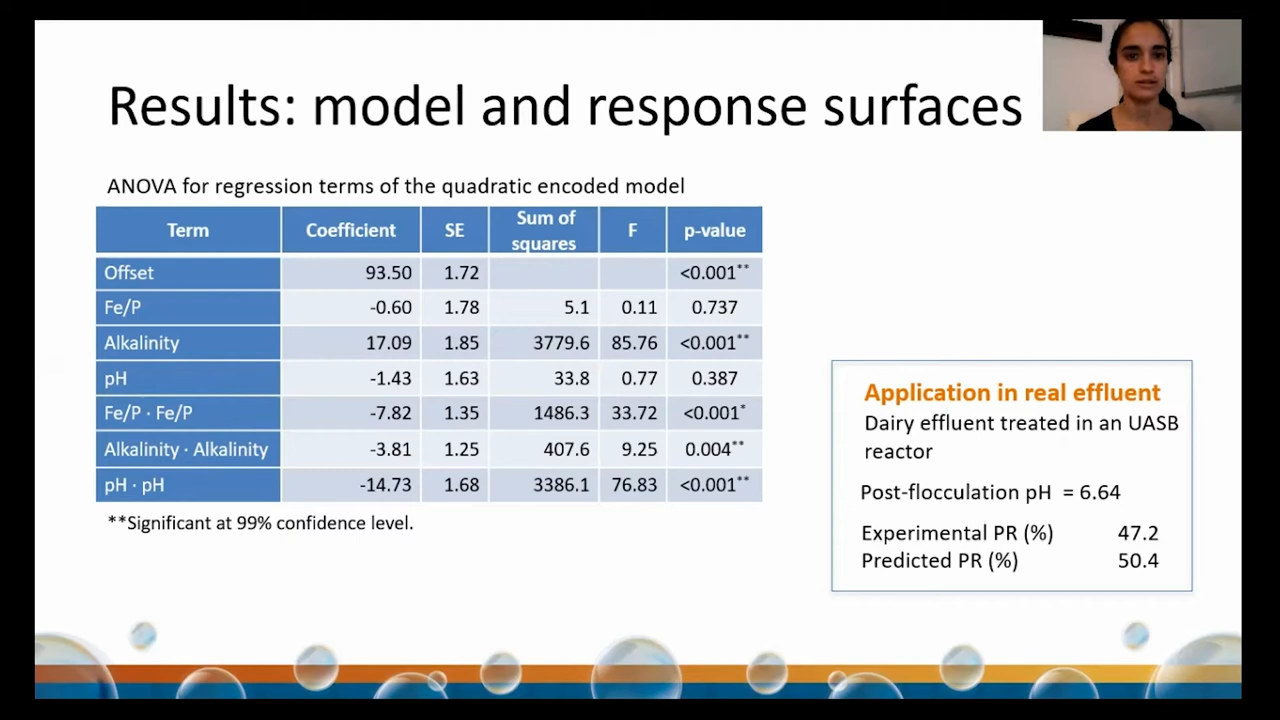 Results: model and response surfaces
ANOVA for regression terms of the quadratic encoded model
Term Coefficient SE Sum of squares F p-value
Offset 93.50 1.72 <0.001**
Fe/P -0.60 1.78 5.1 0.11 0.737
Alkalinity 17.09 1.85 3779.6 85.76 <0.001**
pH -1.43 1.63 33.8 0.77 0.387
Fe/P · Fe/P -7.82 1.35 1486.3 33.72 <0.001*
Alkalinity · Alkalinity -3.81 1.25 407.6 9.25 0.004**
pH · pH -14.73 1.68 3386.1 76.83 <0.001**
**Significant at 99% confidence level.
Application in real effluent
Dairy effluent treated in an UASB
reactor
Post-flocculation pH = 6.64
Experimental PR (%) 47.2
Predicted PR (%) 50.4